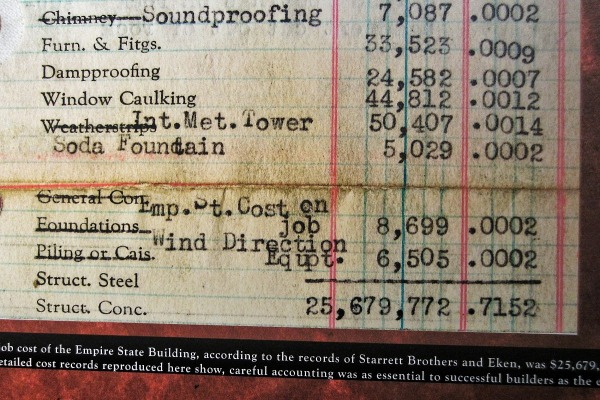 Chimney Soundproofing 7,087 .0002
Furn. & Fitgs. 33,523 .0009
Dampproofing 24,582 .0007
Window Caulking 44,812 .0012
Weatherstrips Int.Met.Tower 50,407 .0014
Soda Fountain 5,029 .0002
General Con Emp.Pt.Cost on
Foundations job 8,699 .0002
Piling or Cais. Wind Direction
Eqpt. 6,505 .0002
Struct. Steel
Struct. Conc. 25,679,772 .7152
ob cost of the Empire State Building, according to the records of Starrett Brothers and Eken, was $25,679,
etailed cost records reproduced here show, careful accounting was as essential to successful builders as the